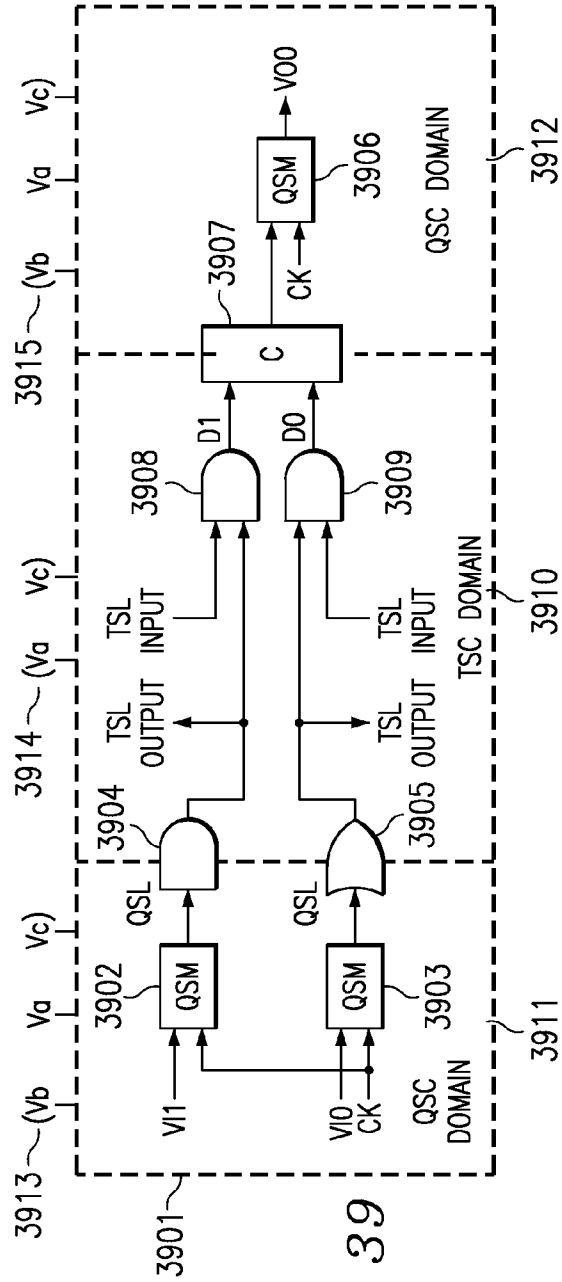 3913
(Vb
Va
Vc)
3914
(Va
Vc)
3915
(Vb
Va
Vc)
3901
VI1
VI0
CK
3902
QSM
3903
QSM
QSL
QSL
3904
3905
TSL
OUTPUT
TSL
OUTPUT
TSL
INPUT
TSL
INPUT
3908
3909
D1
D0
3907
C
CK
QSM
3906
VO0
QSC
DOMAIN
3911
TSC DOMAIN
3910
QSC DOMAIN
3912
39